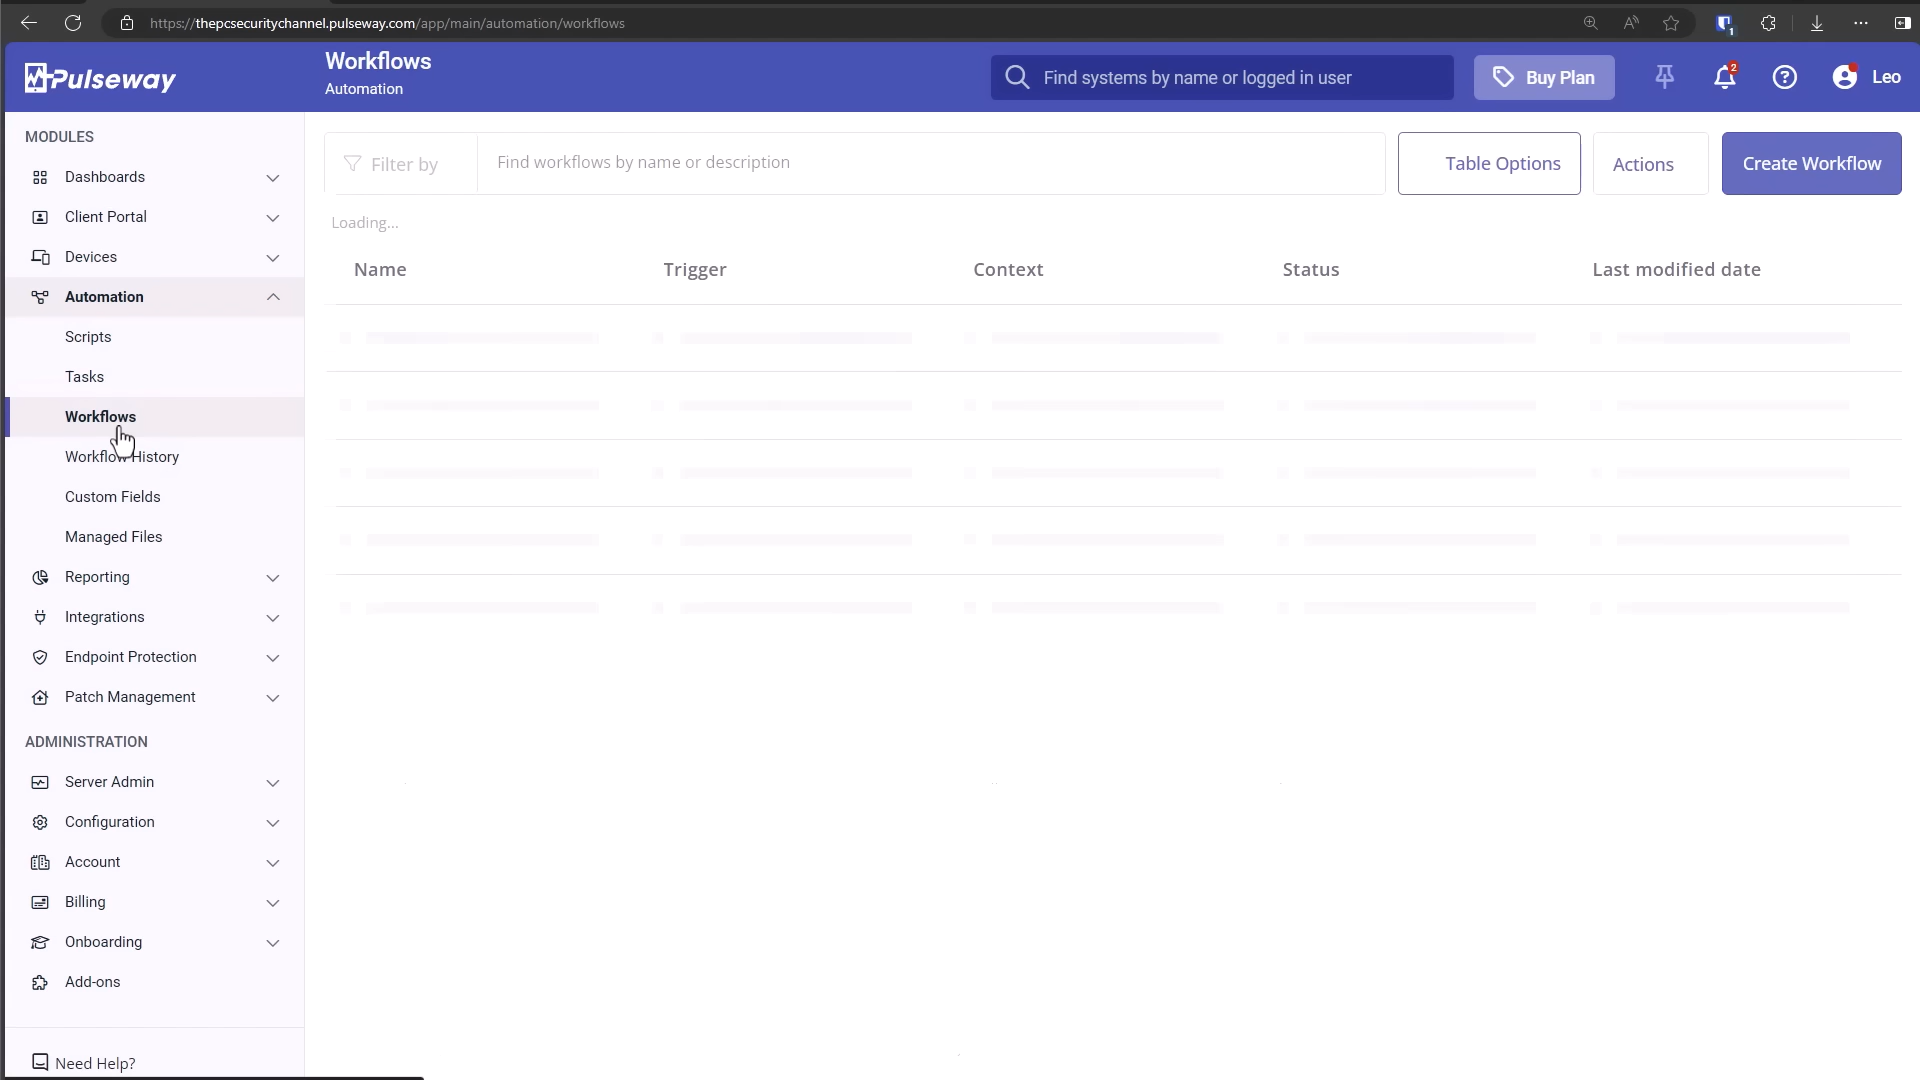 https://thepcsecuritychannel.pulseway.com/app/main/automation/workflows
1
Pulseway
Workflows
Automation
Find systems by name or logged in user
Buy Plan
2
Leo
MODULES
Dashboards
Client Portal
Devices
Automation
Scripts
Tasks
Workflows
Workflow History
Custom Fields
Managed Files
Reporting
Integrations
Endpoint Protection
Patch Management
ADMINISTRATION
Server Admin
Configuration
Account
Billing
Onboarding
Add-ons
Need Help?
Filter by
Find workflows by name or description
Table Options
Actions
Create Workflow
Loading...
Name Trigger Context Status Last modified date